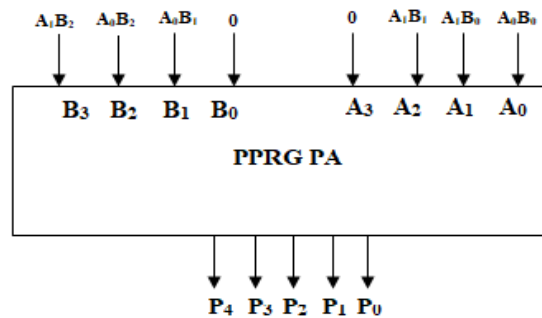 A₁B₂ A₀B₂ A₀B₁ 0 0 A₁B₁ A₁B₀ A₀B₀
B₃ B₂ B₁ B₀ A₃ A₂ A₁ A₀
PPRG PA
P₄ P₃ P₂ P₁ P₀